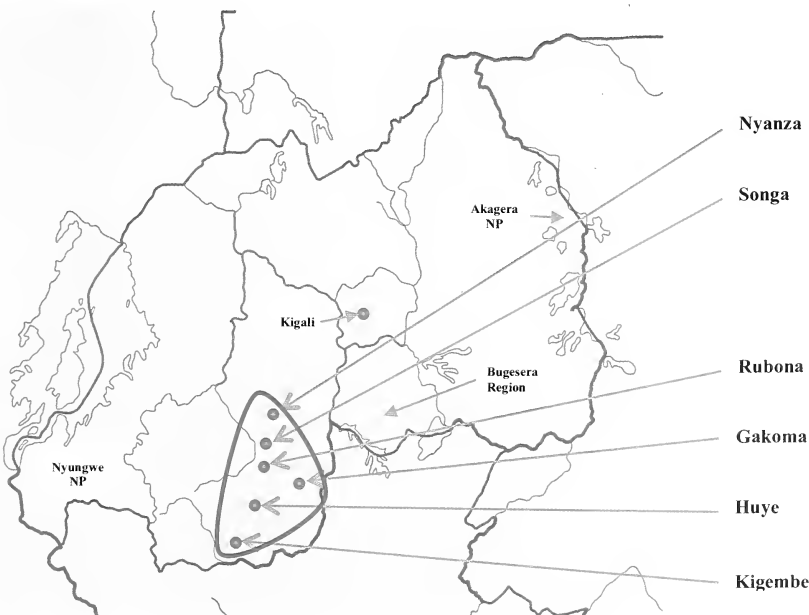 Nyanza
Songa
Akagera
NP
Kigali
Rubona
Bugesera
Region
Gakoma
Nyungwe
NP
Huye
Kigembe